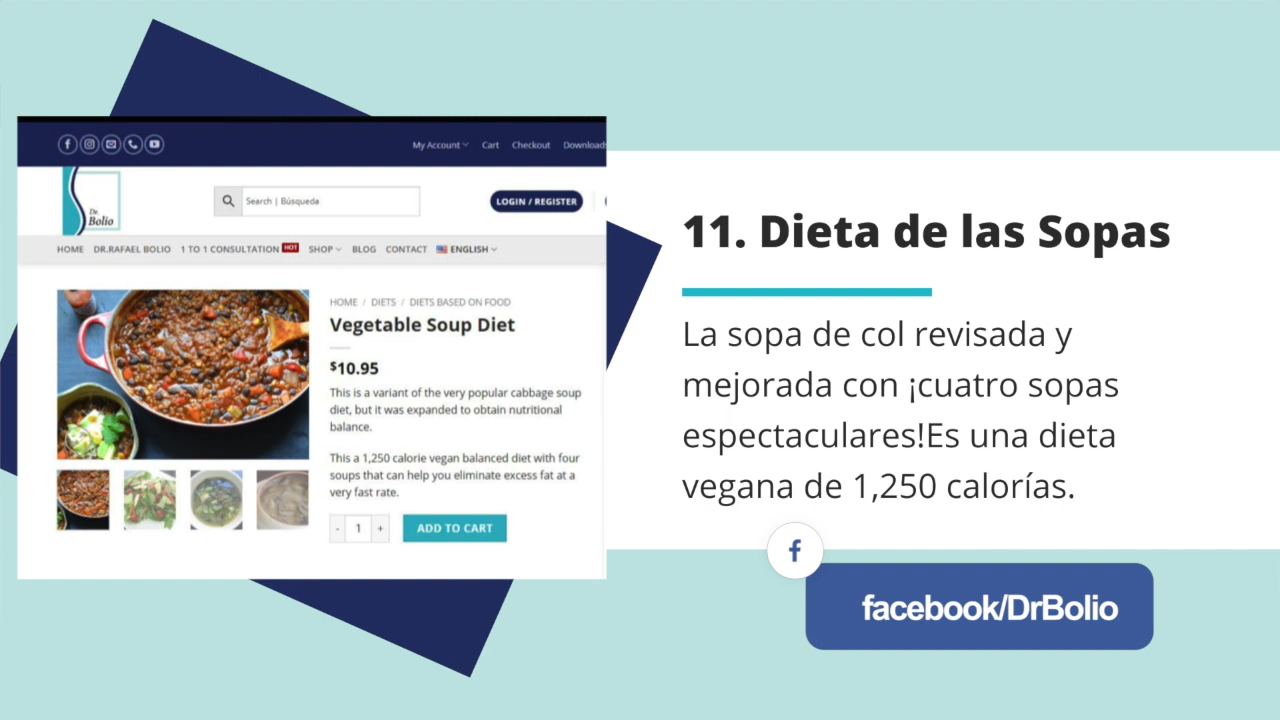 My Account
Cart
Checkout
Downloads
Dr.
Bolio
Search | Búsqueda
LOGIN / REGISTER
HOME
DR.RAFAEL BOLIO
1 TO 1 CONSULTATION
HOT
SHOP
BLOG
CONTACT
ENGLISH
HOME / DIETS / DIETS BASED ON FOOD
Vegetable Soup Diet
$10.95
This is a variant of the very popular cabbage soup
diet, but it was expanded to obtain nutritional
balance.
This a 1,250 calorie vegan balanced diet with four
soups that can help you eliminate excess fat at a
very fast rate.
- 1 +
ADD TO CART
11. Dieta de las Sopas
La sopa de col revisada y
mejorada con ¡cuatro sopas
espectaculares!Es una dieta
vegana de 1,250 calorías.
facebook/DrBolio